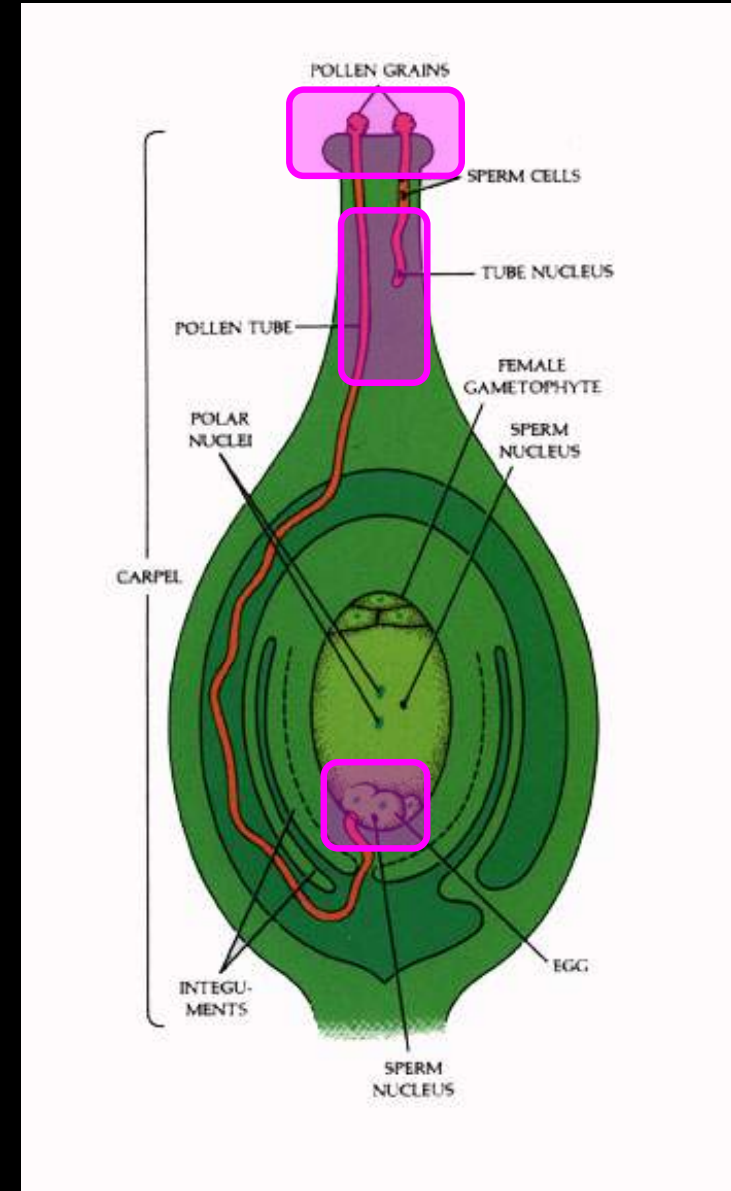 POLLEN GRAINS
SPERM CELLS
TUBE NUCLEUS
POLLEN TUBE
FEMALE
GAMETOPHYTE
POLAR
NUCLEI
SPERM
NUCLEUS
CARPEL
EGG
INTEGU-
MENTS
SPERM
NUCLEUS